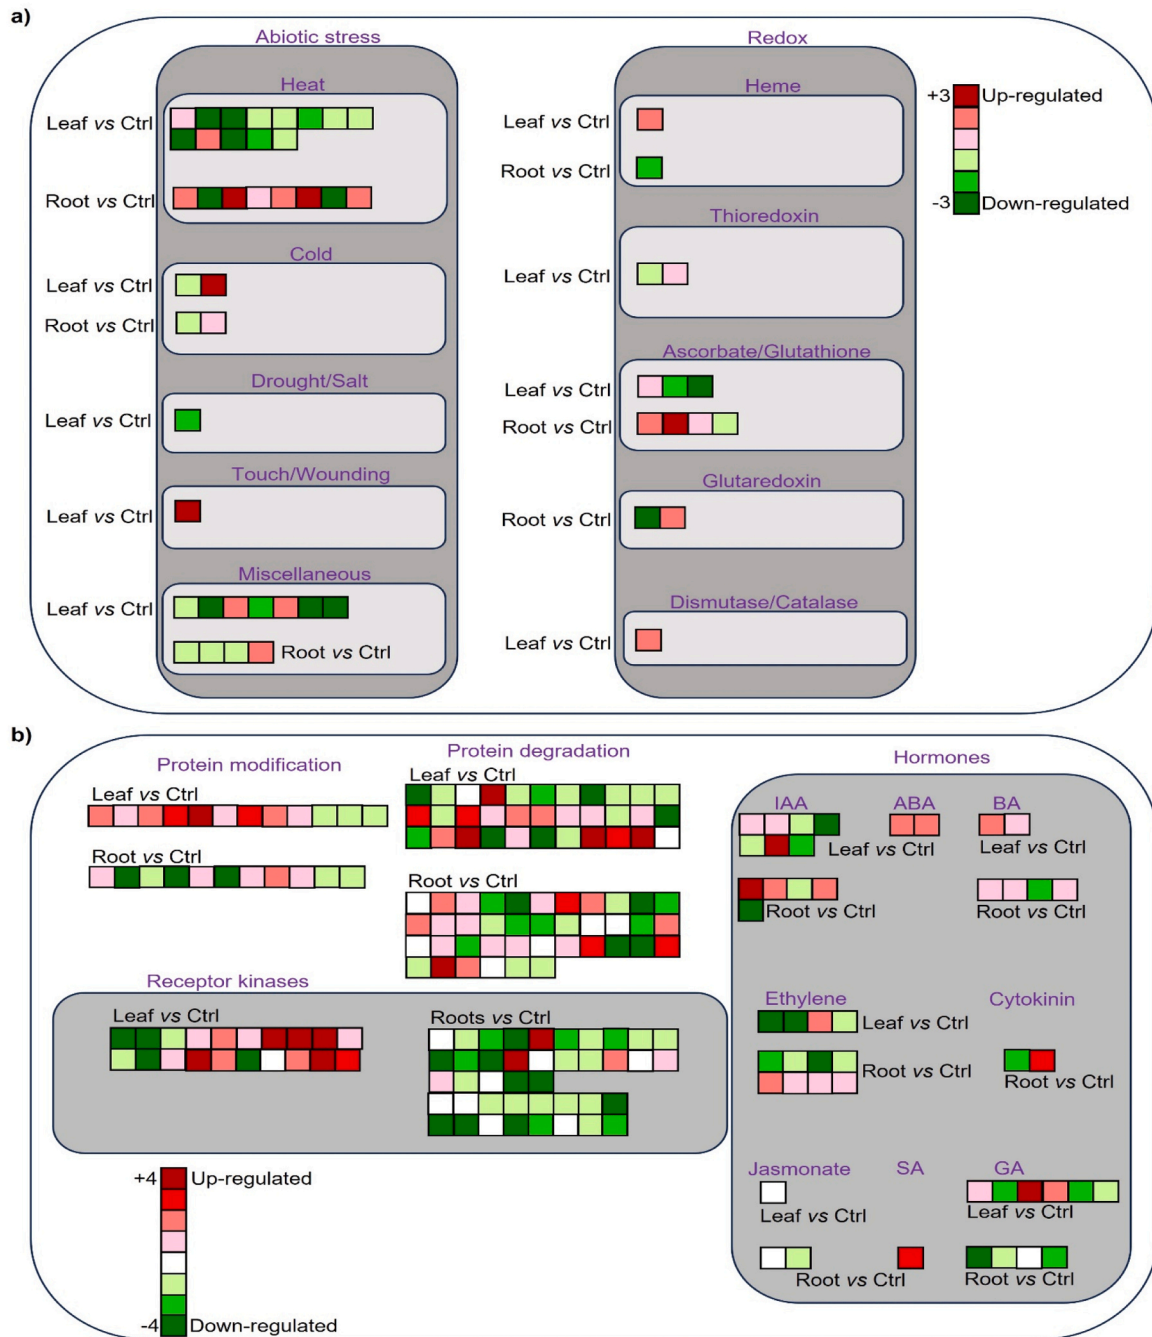 a)
Abiotic stress
Redox
Heat
Heme
+3 Up-regulated
Leaf vs Ctrl
Leaf vs Ctrl
Root vs Ctrl
Root vs Ctrl
-3 Down-regulated
Thioredoxin
Cold
Leaf vs Ctrl
Leaf vs Ctrl
Root vs Ctrl
Ascorbate/Glutathione
Drought/Salt
Leaf vs Ctrl
Leaf vs Ctrl
Root vs Ctrl
Touch/Wounding
Glutaredoxin
Leaf vs Ctrl
Root vs Ctrl
Miscellaneous
Dismutase/Catalase
Leaf vs Ctrl
Leaf vs Ctrl
Root vs Ctrl
b)
Protein modification
Protein degradation
Hormones
Leaf vs Ctrl
Leaf vs Ctrl
IAA
ABA
BA
Leaf vs Ctrl
Leaf vs Ctrl
Root vs Ctrl
Root vs Ctrl
Root vs Ctrl
Root vs Ctrl
Receptor kinases
Leaf vs Ctrl
Roots vs Ctrl
Ethylene
Cytokinin
Leaf vs Ctrl
Root vs Ctrl
Root vs Ctrl
+4 Up-regulated
-4 Down-regulated
Jasmonate
SA
GA
Leaf vs Ctrl
Leaf vs Ctrl
Root vs Ctrl
Root vs Ctrl